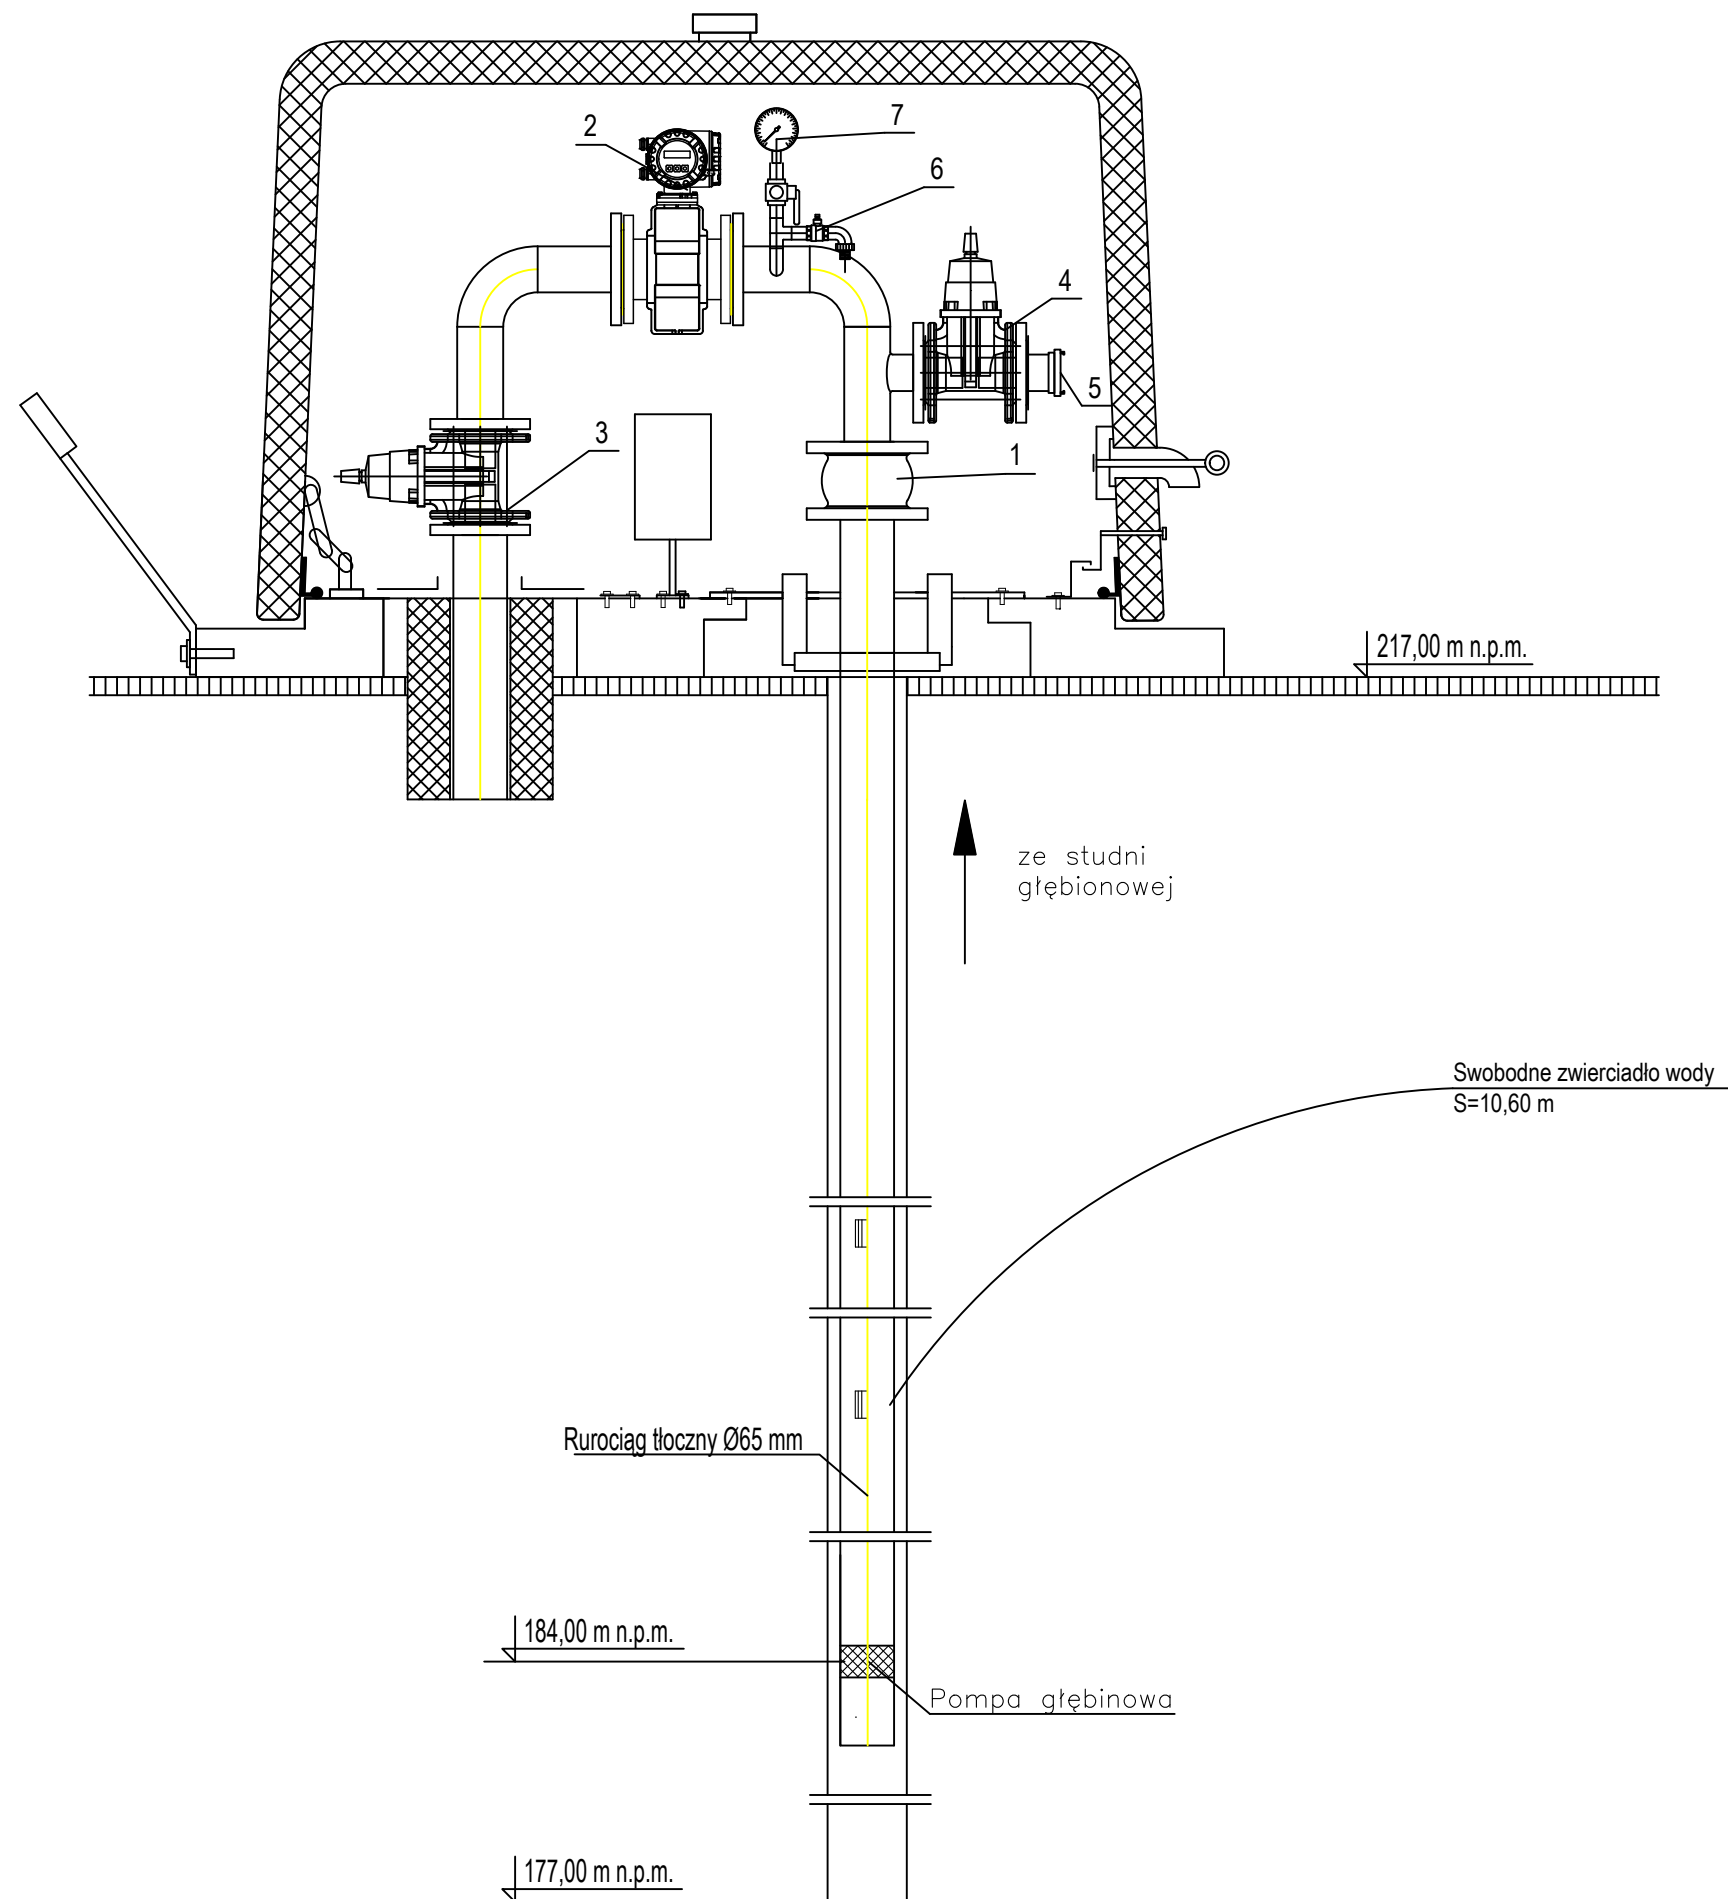 7
2
6
4
5
3
1
217,00 m n.p.m.
ze studni
głębionowej
Swobodne zwierciadło wody
S=10,60 m
Rurociąg tłoczny Ø65 mm
184,00 m n.p.m.
Pompa głębinowa
177,00 m n.p.m.